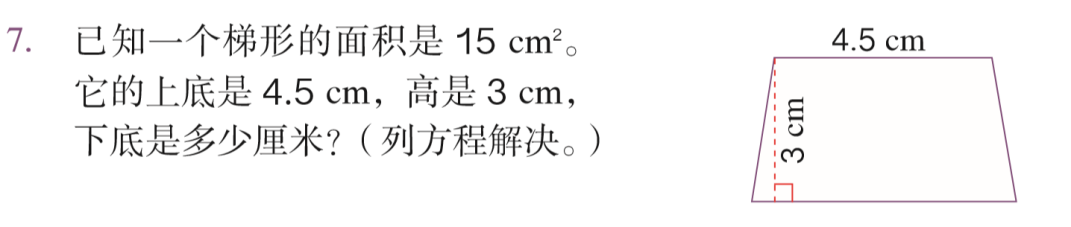 7. 已知一个梯形的面积是 15 cm²。
它的上底是 4.5 cm，高是 3 cm，
下底是多少厘米？（列方程解决。）
4.5 cm
3 cm